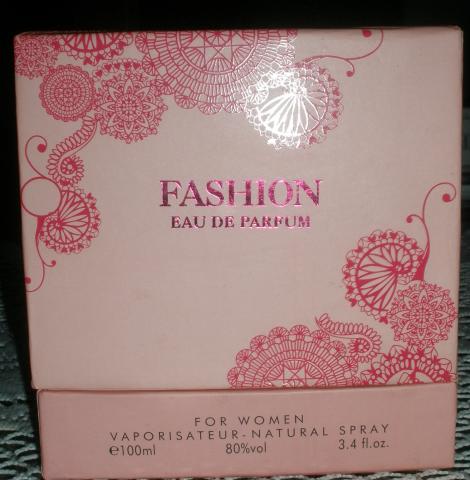 FASHION
EAU DE PARFUM
FOR WOMEN
VAPORISATEUR-NATURAL SPRAY
℮100ml 80%vol 3.4 fl.oz.